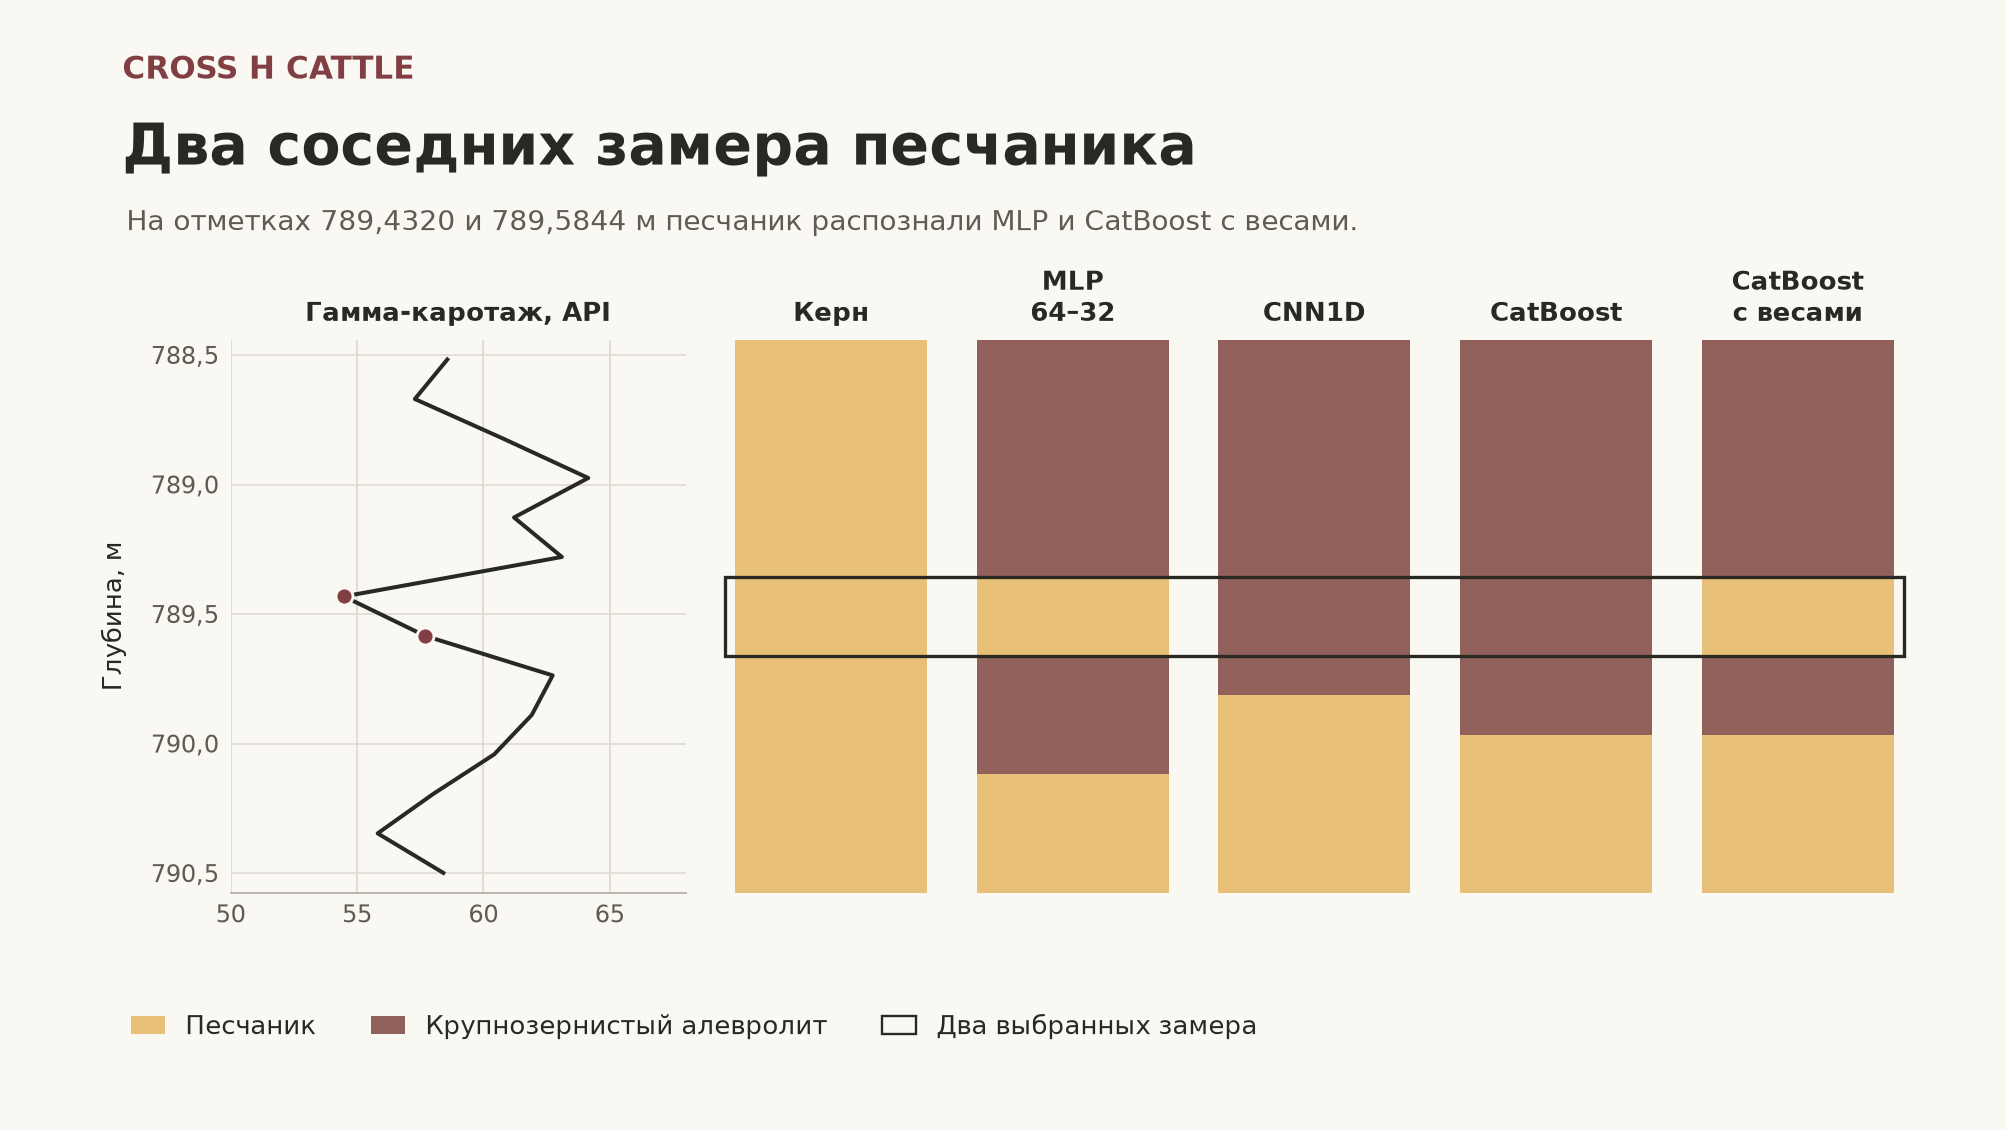 CROSS H CATTLE
Два соседних замера песчаника
На отметках 789,4320 и 789,5844 м песчаник распознали MLP и CatBoost с весами.
Гамма-каротаж, API
Керн
MLP
64–32
CNN1D
CatBoost
CatBoost
с весами
Глубина, м
788,5
789,0
789,5
790,0
790,5
50
55
60
65
Песчаник
Крупнозернистый алевролит
Два выбранных замера